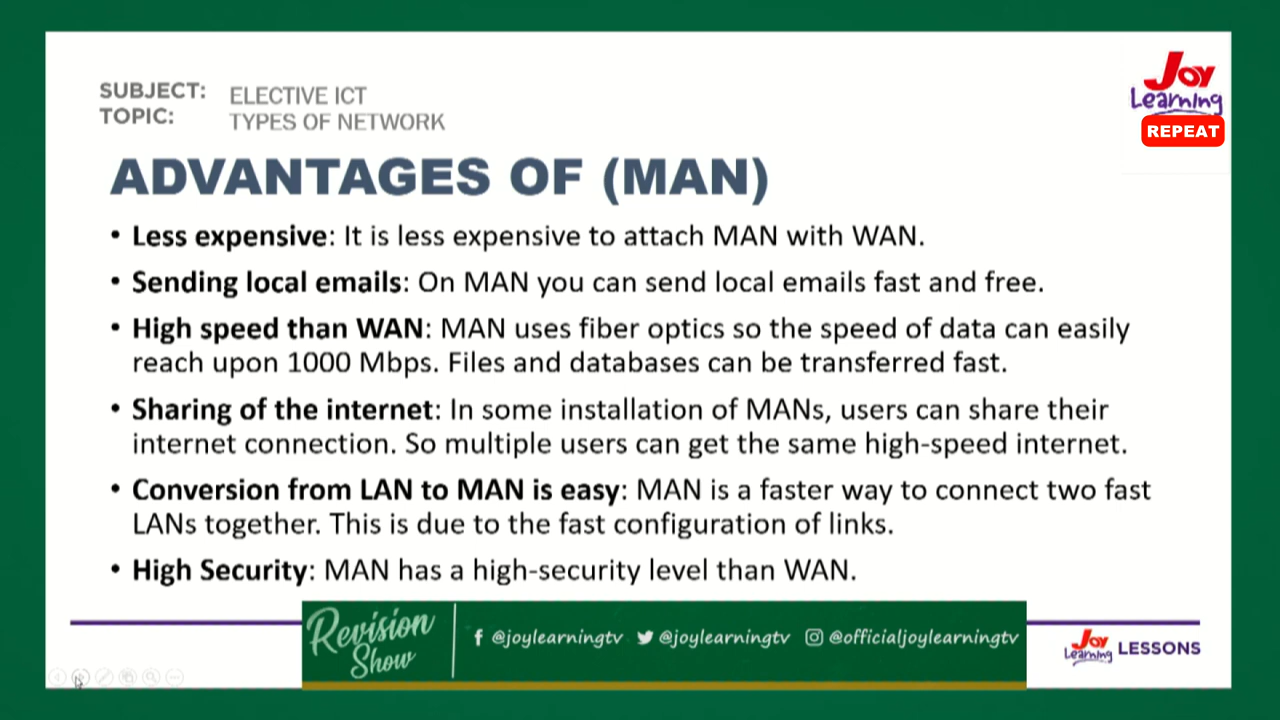 SUBJECT: ELECTIVE ICT
TOPIC: TYPES OF NETWORK
Joy
Learning
REPEAT
ADVANTAGES OF (MAN)
• Less expensive: It is less expensive to attach MAN with WAN.
• Sending local emails: On MAN you can send local emails fast and free.
• High speed than WAN: MAN uses fiber optics so the speed of data can easily
reach upon 1000 Mbps. Files and databases can be transferred fast.
• Sharing of the internet: In some installation of MANs, users can share their
internet connection. So multiple users can get the same high-speed internet.
• Conversion from LAN to MAN is easy: MAN is a faster way to connect two fast
LANs together. This is due to the fast configuration of links.
• High Security: MAN has a high-security level than WAN.
Revision
Show
@joylearningtv @joylearningtv @officialjoylearningtv
Joy
Learning LESSONS